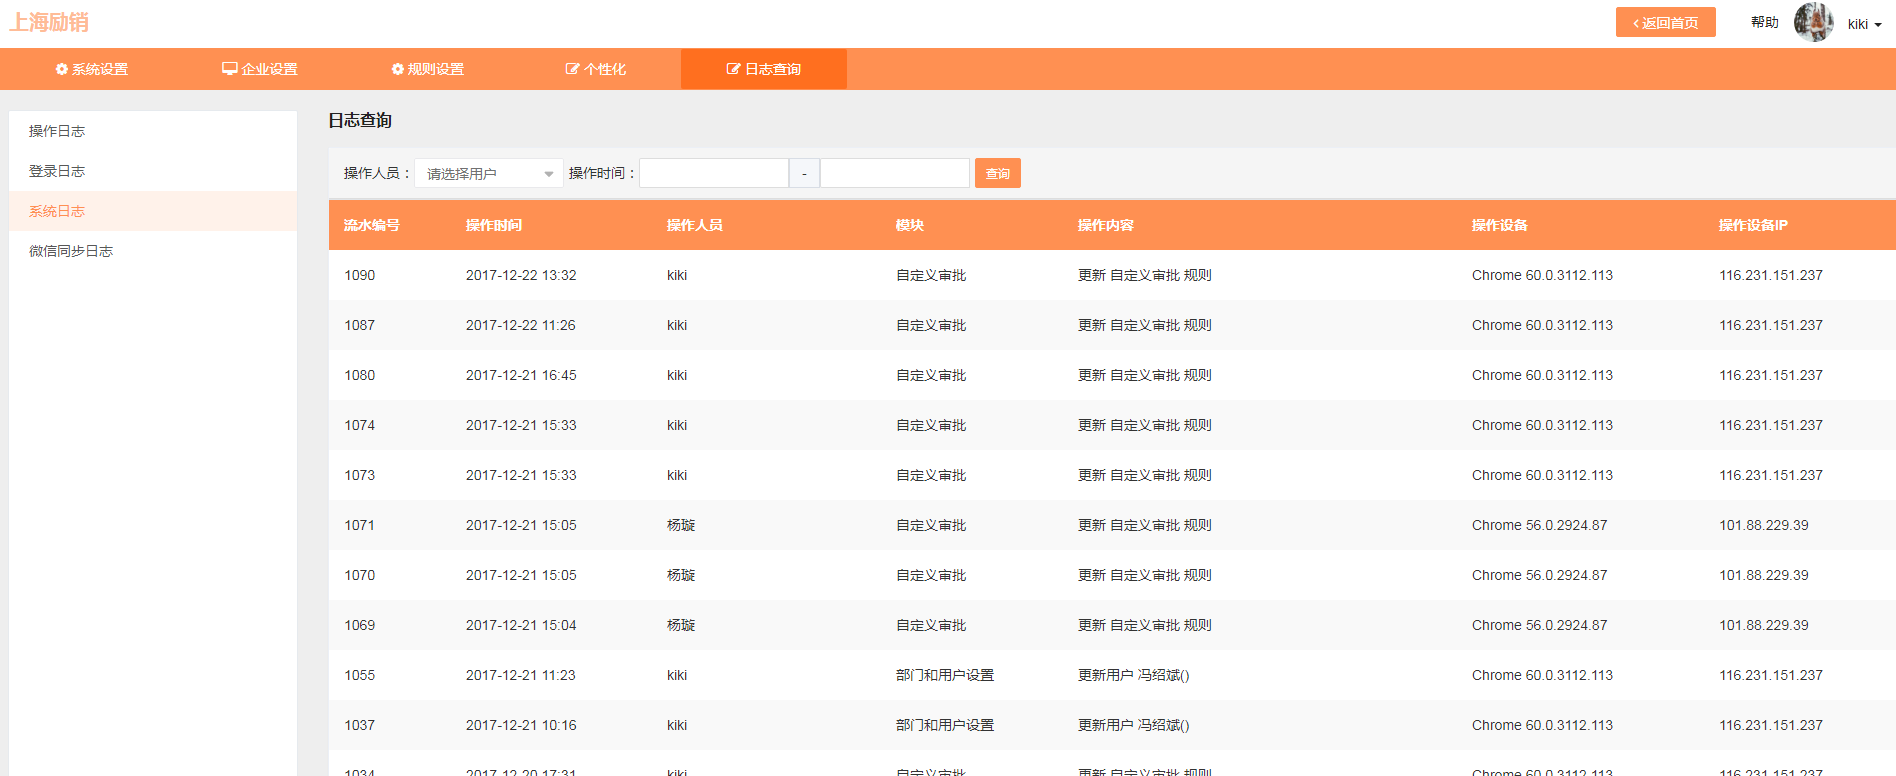 上海励销
返回首页 帮助 kiki
系统设置 企业设置 规则设置 个性化 日志查询
操作日志
登录日志
系统日志
微信同步日志
日志查询
操作人员： 请选择用户 操作时间： - 查询
流水编号 操作时间 操作人员 模块 操作内容 操作设备 操作设备IP
1090 2017-12-22 13:32 kiki 自定义审批 更新 自定义审批 规则 Chrome 60.0.3112.113 116.231.151.237
1087 2017-12-22 11:26 kiki 自定义审批 更新 自定义审批 规则 Chrome 60.0.3112.113 116.231.151.237
1080 2017-12-21 16:45 kiki 自定义审批 更新 自定义审批 规则 Chrome 60.0.3112.113 116.231.151.237
1074 2017-12-21 15:33 kiki 自定义审批 更新 自定义审批 规则 Chrome 60.0.3112.113 116.231.151.237
1073 2017-12-21 15:33 kiki 自定义审批 更新 自定义审批 规则 Chrome 60.0.3112.113 116.231.151.237
1071 2017-12-21 15:05 杨璇 自定义审批 更新 自定义审批 规则 Chrome 56.0.2924.87 101.88.229.39
1070 2017-12-21 15:05 杨璇 自定义审批 更新 自定义审批 规则 Chrome 56.0.2924.87 101.88.229.39
1069 2017-12-21 15:04 杨璇 自定义审批 更新 自定义审批 规则 Chrome 56.0.2924.87 101.88.229.39
1055 2017-12-21 11:23 kiki 部门和用户设置 更新用户 冯绍斌() Chrome 60.0.3112.113 116.231.151.237
1037 2017-12-21 10:16 kiki 部门和用户设置 更新用户 冯绍斌() Chrome 60.0.3112.113 116.231.151.237
1034 2017-12-20 17:31 kiki 自定义审批 更新 自定义审批 规则 Chrome 60.0.3112.113 116.231.151.237